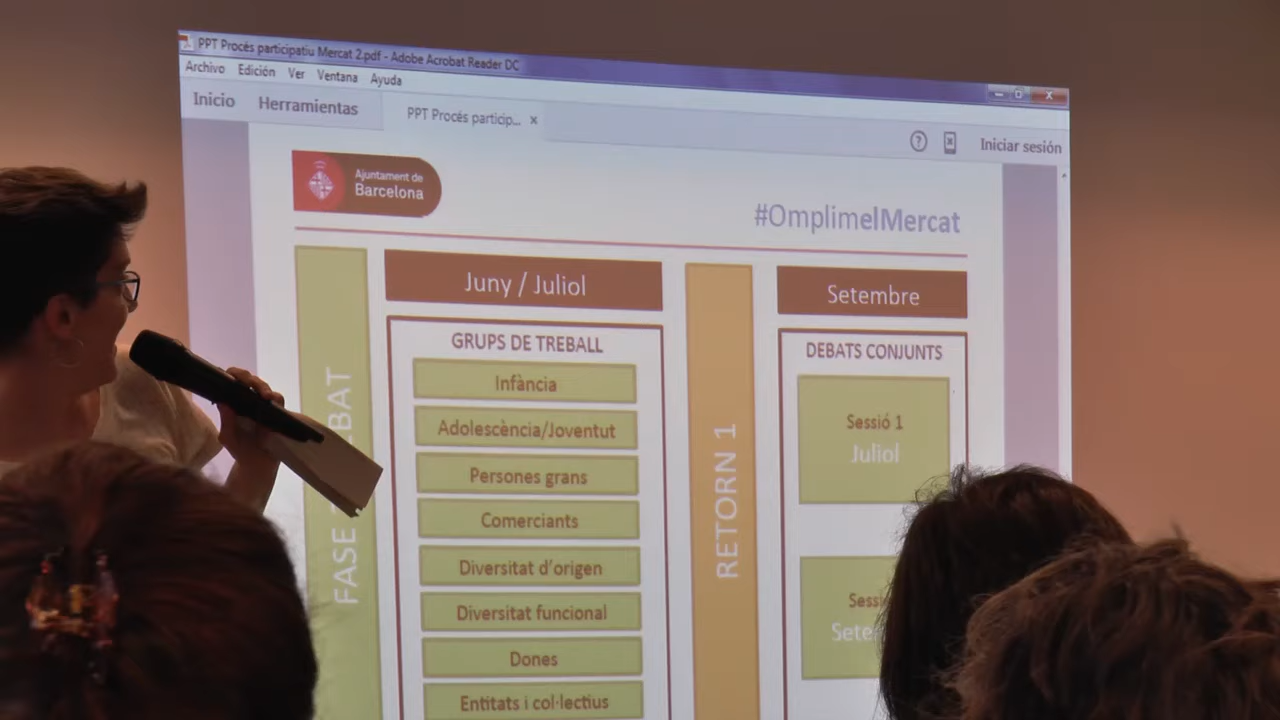 PPT Procés participatiu Mercat 2.pdf - Adobe Acrobat Reader DC
Archivo Edición Ver Ventana Ayuda
Inicio Herramientas PPT Procés particip... ×
? Iniciar sesión
Ajuntament de
Barcelona
#OmplimelMercat
Juny / Juliol
Setembre
FASE
GRUPS DE TREBALL
Infància
Adolescència/Joventut
Persones grans
Comerciants
Diversitat d'origen
Diversitat funcional
Dones
Entitats i col·lectius
RETORN 1
DEBATS CONJUNTS
Sessió 1
Juliol